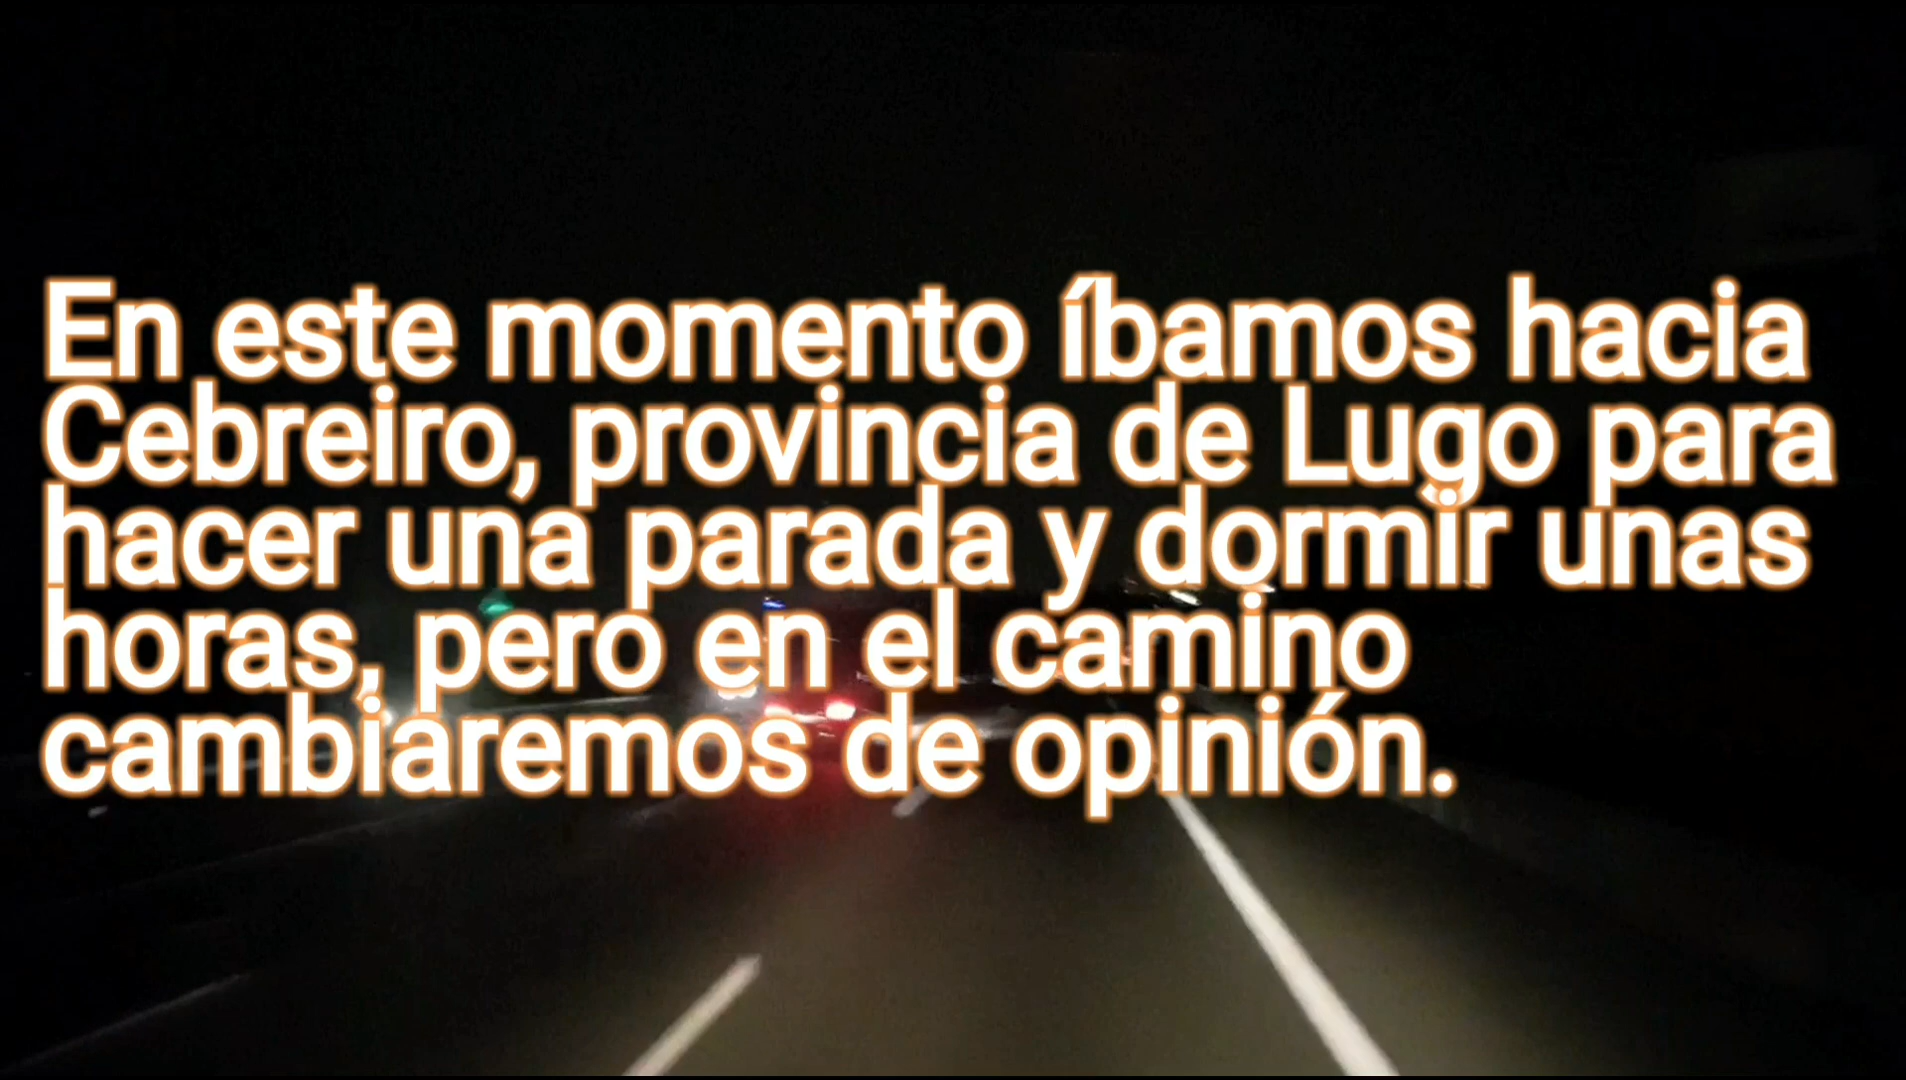 En este momento íbamos hacia
Cebreiro, provincia de Lugo para
hacer una parada y dormir unas
horas, pero en el camino
cambiaremos de opinión.